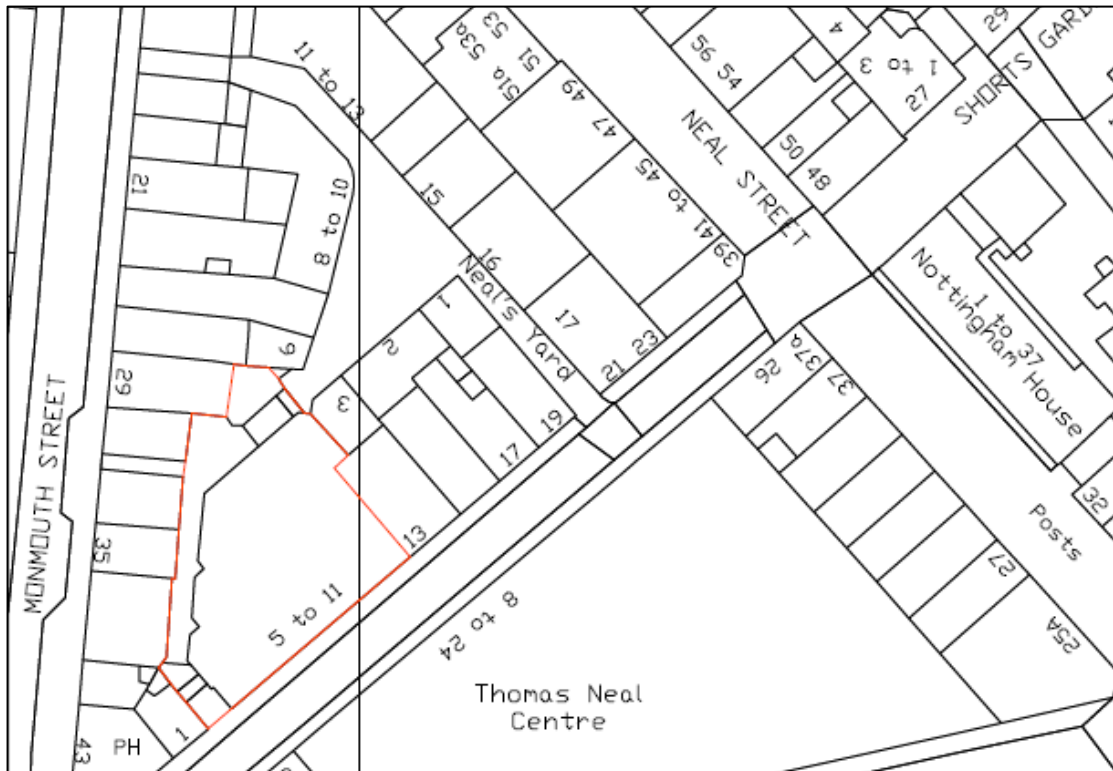 11 to 13
53
53a
51
51a
49
47
41 to 45
39
56
54
50
48
4
1 to 3
27
29
SHORTS GARD
NEAL STREET
21
8 to 10
15
16
Neal's Yard
17
23
21
1
2
3
9
19
17
13
29
35
MONMOUTH STREET
5 to 11
1
PH
43
8 to 24
Thomas Neal
Centre
26
37a
37
1 to 37
Nottingham House
32
Posts
27
25A